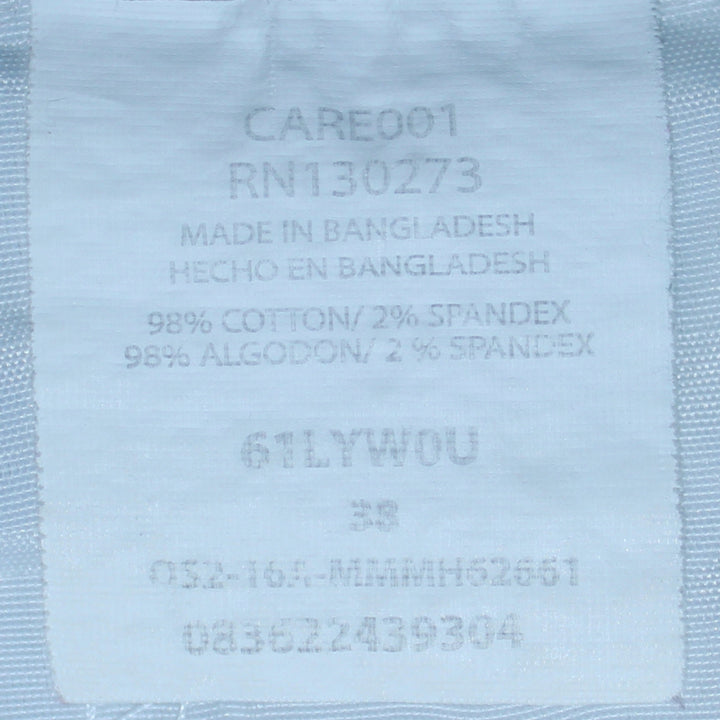 CARE001
RN130273
MADE IN BANGLADESH
HECHO EN BANGLADESH
98% COTTON/ 2% SPANDEX
98% ALGODON/ 2 % SPANDEX
61LYW0U
38
083622439304